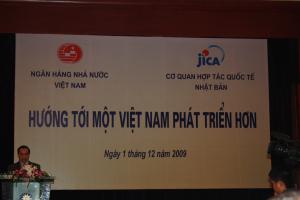 jICA
NGÂN HÀNG NHÀ NƯỚC
VIỆT NAM
CƠ QUAN HỢP TÁC QUỐC TẾ
NHẬT BẢN
HƯỚNG TỚI MỘT VIỆT NAM PHÁT TRIỂN HƠN
Ngày 1 tháng 12 năm 2009